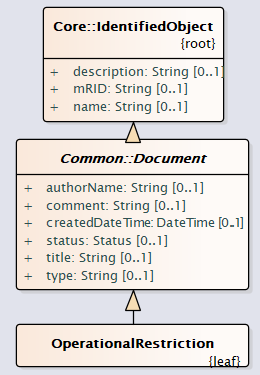 Core::IdentifiedObject
{root}
+ description: String [0..1]
+ mRID: String [0..1]
+ name: String [0..1]
Common::Document
+ authorName: String [0..1]
+ comment: String [0..1]
+ createdDateTime: DateTime [0..1]
+ status: Status [0..1]
+ title: String [0..1]
+ type: String [0..1]
OperationalRestriction
{leaf}